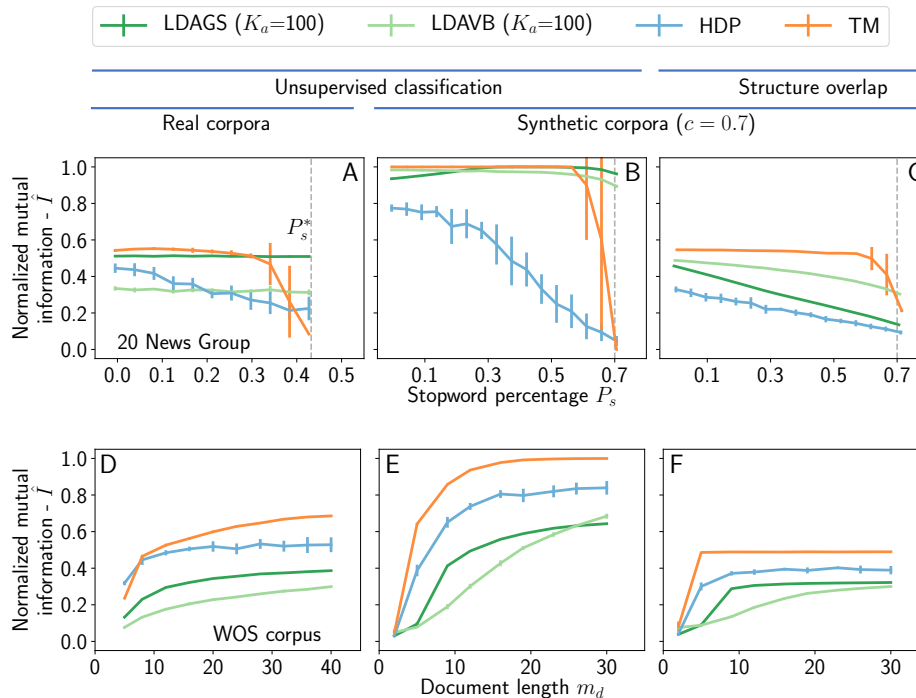 LDAGS (K_a=100) LDAVB (K_a=100) HDP TM
Unsupervised classification Structure overlap
Real corpora Synthetic corpora (c = 0.7)
Normalized mutual
information - Î
1.0
0.8
0.6
0.4
0.2
0.0
A
P_s^*
20 News Group
B
C
0.0 0.1 0.2 0.3 0.4 0.5
0.1 0.3 0.5 0.7
0.1 0.3 0.5 0.7
Stopword percentage P_s
Normalized mutual
information - Î
1.0
0.8
0.6
0.4
0.2
0.0
D
WOS corpus
E
F
0 10 20 30 40
0 10 20 30
0 10 20 30
Document length m_d